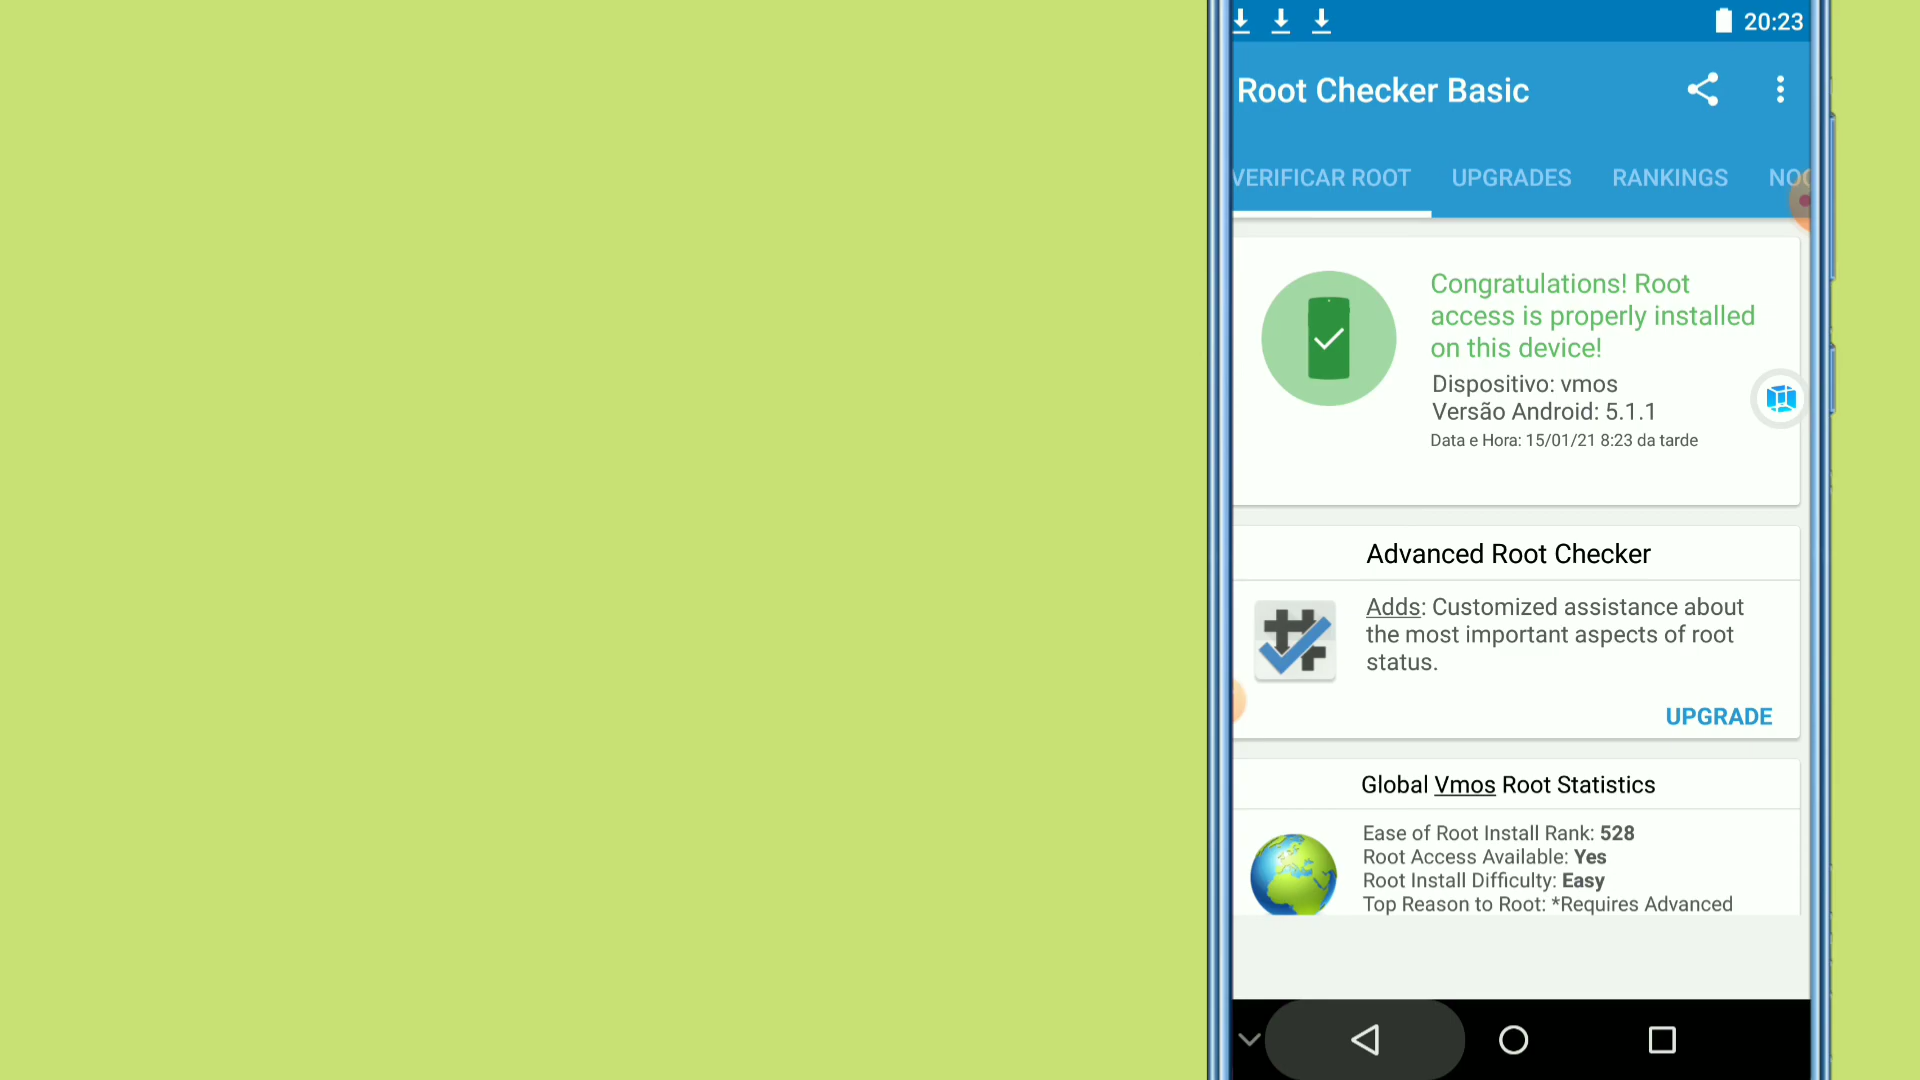 20:23
Root Checker Basic
VERIFICAR ROOT UPGRADES RANKINGS
Congratulations! Root
access is properly installed
on this device!
Dispositivo: vmos
Versão Android: 5.1.1
Data e Hora: 15/01/21 8:23 da tarde
Advanced Root Checker
Adds: Customized assistance about
the most important aspects of root
status.
UPGRADE
Global Vmos Root Statistics
Ease of Root Install Rank: 528
Root Access Available: Yes
Root Install Difficulty: Easy
Top Reason to Root: *Requires Advanced